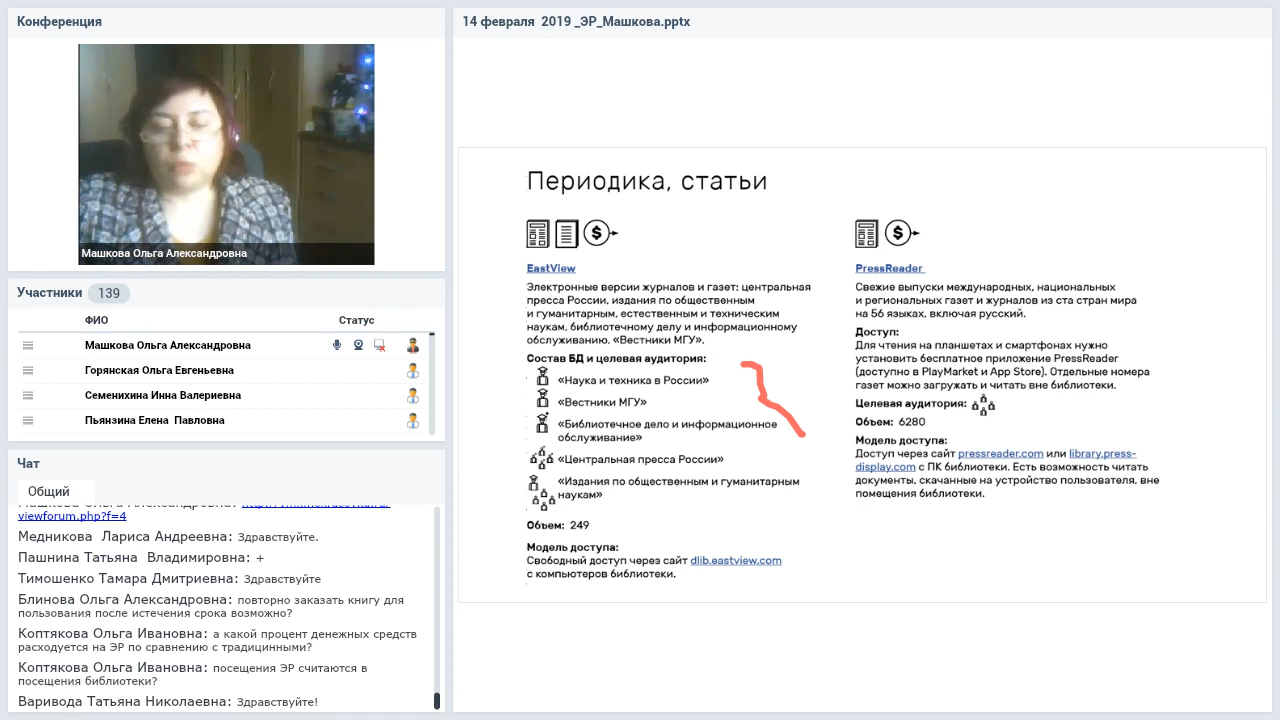 Конференция
Машкова Ольга Александровна
Участники 139
ФИО Статус
Машкова Ольга Александровна
Горянская Ольга Евгеньевна
Семенихина Инна Валериевна
Пьянзина Елена Павловна
Чат
Общий
viewforum.php?f=4
Медникова Лариса Андреевна: Здравствуйте.
Пашнина Татьяна Владимировна: +
Тимошенко Тамара Дмитриевна: Здравствуйте
Блинова Ольга Александровна: повторно заказать книгу для
пользования после истечения срока возможно?
Коптякова Ольга Ивановна: а какой процент денежных средств
расходуется на ЭР по сравнению с традицинными?
Коптякова Ольга Ивановна: посещения ЭР считаются в
посещения библиотеки?
Варивода Татьяна Николаевна: Здравствуйте!
14 февраля 2019 _ЭР_Машкова.pptx
Периодика, статьи
EastView
Электронные версии журналов и газет: центральная
пресса России, издания по общественным
и гуманитарным, естественным и техническим
наукам, библиотечному делу и информационному
обслуживанию. «Вестники МГУ».
Состав БД и целевая аудитория:
«Наука и техника в России»
«Вестники МГУ»
«Библиотечное дело и информационное
обслуживание»
«Центральная пресса России»
«Издания по общественным и гуманитарным
наукам»
Объем: 249
Модель доступа:
Свободный доступ через сайт dlib.eastview.com
с компьютеров библиотеки.
PressReader
Свежие выпуски международных, национальных
и региональных газет и журналов из ста стран мира
на 56 языках, включая русский.
Доступ:
Для чтения на планшетах и смартфонах нужно
установить бесплатное приложение PressReader
(доступно в PlayMarket и App Store). Отдельные номера
газет можно загружать и читать вне библиотеки.
Целевая аудитория:
Объем: 6280
Модель доступа:
Доступ через сайт pressreader.com или library.press-
display.com с ПК библиотеки. Есть возможность читать
документы, скачанные на устройство пользователя, вне
помещения библиотеки.